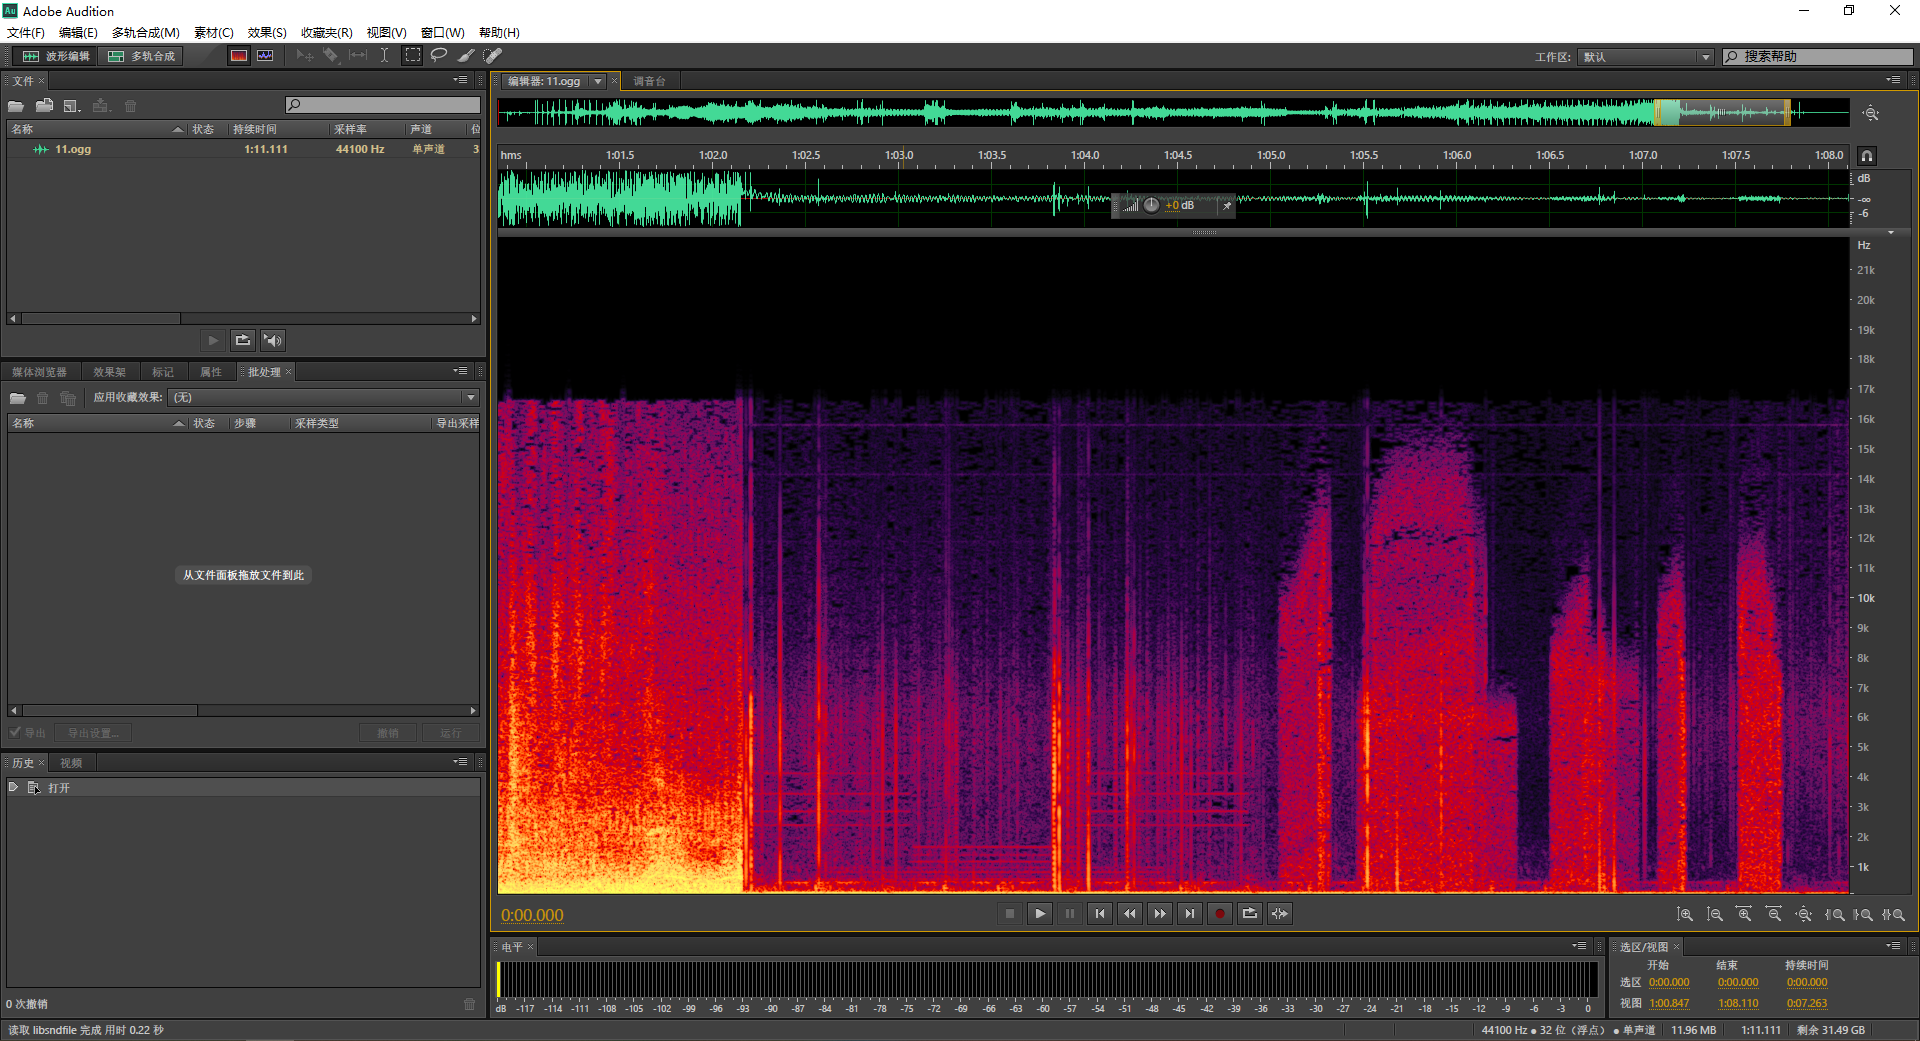 Au Adobe Audition
文件(F) 编辑(E) 多轨合成(M) 素材(C) 效果(S) 收藏夹(R) 视图(V) 窗口(W) 帮助(H)
波形编辑 多轨合成 工作区: 默认 搜索帮助
文件
名称 状态 持续时间 采样率 声道 位
11.ogg 1:11.111 44100 Hz 单声道 3
媒体浏览器 效果架 标记 属性 批处理
应用收藏效果: (无)
名称 状态 步骤 采样类型 导出采样
从文件面板拖放文件到此
导出 导出设置... 撤销 运行
历史 视频
打开
0 次撤销
读取 libsndfile 完成 用时 0.22 秒
编辑器: 11.ogg 调音台
hms 1:01.5 1:02.0 1:02.5 1:03.0 1:03.5 1:04.0 1:04.5 1:05.0 1:05.5 1:06.0 1:06.5 1:07.0 1:07.5 1:08.0
dB
-∞
-6
+0 dB
Hz
21k
20k
19k
18k
17k
16k
15k
14k
13k
12k
11k
10k
9k
8k
7k
6k
5k
4k
3k
2k
1k
0:00.000
电平
dB -117 -114 -111 -108 -105 -102 -99 -96 -93 -90 -87 -84 -81 -78 -75 -72 -69 -66 -63 -60 -57 -54 -51 -48 -45 -42 -39 -36 -33 -30 -27 -24 -21 -18 -15 -12 -9 -6 -3 0
选区/视图
开始 结束 持续时间
选区 0:00.000 0:00.000 0:00.000
视图 1:00.847 1:08.110 0:07.263
44100 Hz ● 32 位 (浮点) ● 单声道 11.96 MB 1:11.111 剩余 31.49 GB